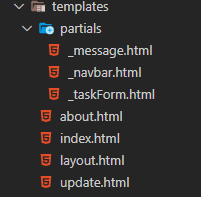 templates
partials
_message.html
_navbar.html
_taskForm.html
about.html
index.html
layout.html
update.html